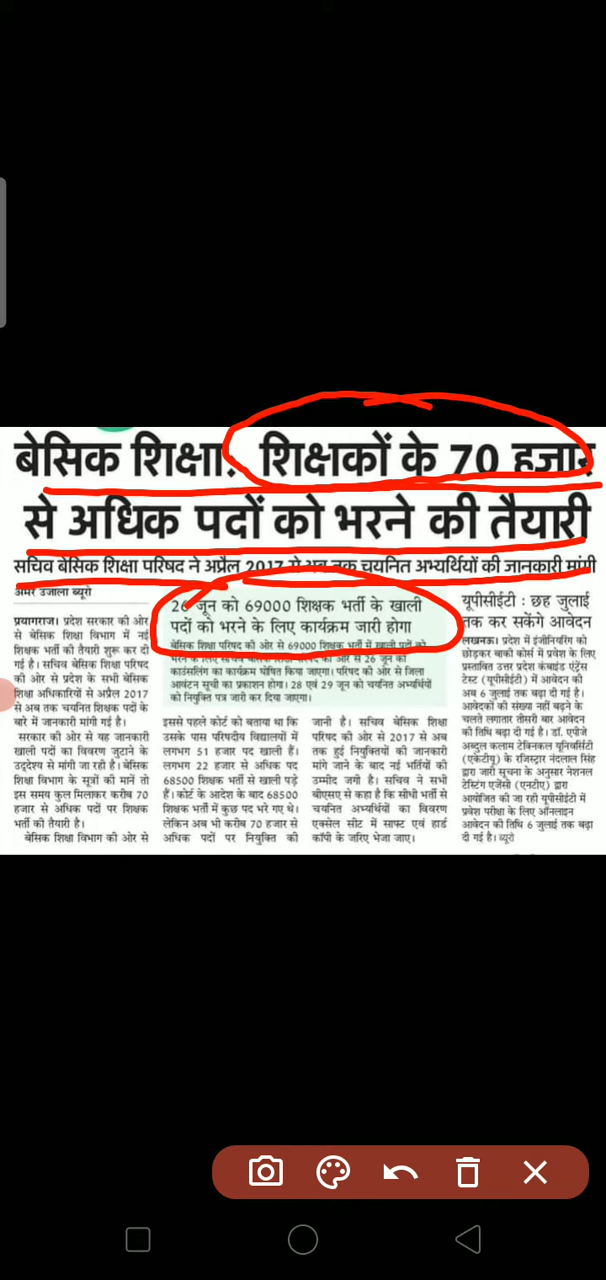 बेसिक शिक्षा: शिक्षकों के 70 हजार
से अधिक पदों को भरने की तैयारी
सचिव बेसिक शिक्षा परिषद ने अप्रैल 2017 से अब तक चयनित अभ्यर्थियों की जानकारी मांगी
अमर उजाला ब्यूरो
प्रयागराज। प्रदेश सरकार की ओर
से बेसिक शिक्षा विभाग में नई
शिक्षक भर्ती की तैयारी शुरू कर दी
गई है। सचिव बेसिक शिक्षा परिषद
की ओर से प्रदेश के सभी बेसिक
शिक्षा अधिकारियों से अप्रैल 2017
से अब तक चयनित शिक्षक पदों के
बारे में जानकारी मांगी गई है।
सरकार की ओर से यह जानकारी
खाली पदों का विवरण जुटाने के
उद्देश्य से मांगी जा रही है। बेसिक
शिक्षा विभाग के सूत्रों की मानें तो
इस समय कुल मिलाकर करीब 70
हजार से अधिक पदों पर शिक्षक
भर्ती की तैयारी है।
बेसिक शिक्षा विभाग की ओर से
26 जून को 69000 शिक्षक भर्ती के खाली
पदों को भरने के लिए कार्यक्रम जारी होगा
बेसिक शिक्षा परिषद की ओर से 69000 शिक्षक भर्ती में खाली पदों को
भरने के लिए सचिव बेसिक शिक्षा परिषद की ओर से 26 जून को
काउंसलिंग का कार्यक्रम घोषित किया जाएगा। परिषद की ओर से जिला
आवंटन सूची का प्रकाशन होगा। 28 एवं 29 जून को चयनित अभ्यर्थियों
को नियुक्ति पत्र जारी कर दिया जाएगा।
इससे पहले कोर्ट को बताया था कि
उसके पास परिषदीय विद्यालयों में
लगभग 51 हजार पद खाली हैं।
लगभग 22 हजार से अधिक पद
68500 शिक्षक भर्ती से खाली पड़े
हैं। कोर्ट के आदेश के बाद 68500
शिक्षक भर्ती में कुछ पद भरे गए थे।
लेकिन अब भी करीब 70 हजार से
अधिक पदों पर नियुक्ति की
जानी है। सचिव बेसिक शिक्षा
परिषद की ओर से 2017 से अब
तक हुई नियुक्तियों की जानकारी
मांगे जाने के बाद नई भर्तियों की
उम्मीद जगी है। सचिव ने सभी
बीएसए से कहा है कि सीधी भर्ती से
चयनित अभ्यर्थियों का विवरण
एक्सेल सीट में साफ्ट एवं हार्ड
कॉपी के जरिए भेजा जाए।
यूपीसीईटी : छह जुलाई
तक कर सकेंगे आवेदन
लखनऊ। प्रदेश में इंजीनियरिंग को
छोड़कर बाकी कोर्स में प्रवेश के लिए
प्रस्तावित उत्तर प्रदेश कंबाइंड एंट्रेंस
टेस्ट (यूपीसीईटी) में आवेदन की
अब 6 जुलाई तक बढ़ा दी गई है।
आवेदकों की संख्या नहीं बढ़ने के
चलते लगातार तीसरी बार आवेदन
की तिथि बढ़ा दी गई है। डॉ. एपीजे
अब्दुल कलाम टेक्निकल यूनिवर्सिटी
(एकेटीयू) के रजिस्ट्रार नंदलाल सिंह
द्वारा जारी सूचना के अनुसार नेशनल
टेस्टिंग एजेंसी (एनटीए) द्वारा
आयोजित की जा रही यूपीसीईटी में
प्रवेश परीक्षा के लिए ऑनलाइन
आवेदन की तिथि 6 जुलाई तक बढ़ा
दी गई है। ब्यूरो